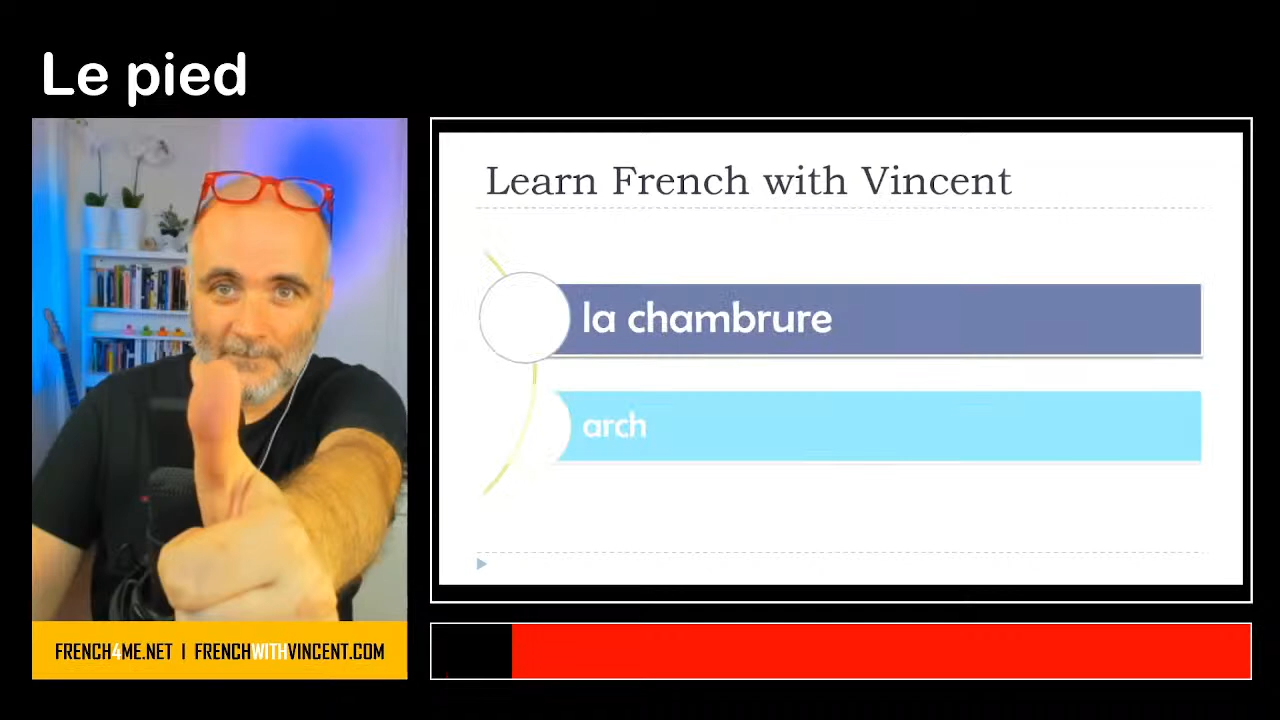 Le pied
Learn French with Vincent
la chambrure
arch
FRENCH4ME.NET | FRENCHWITHVINCENT.COM